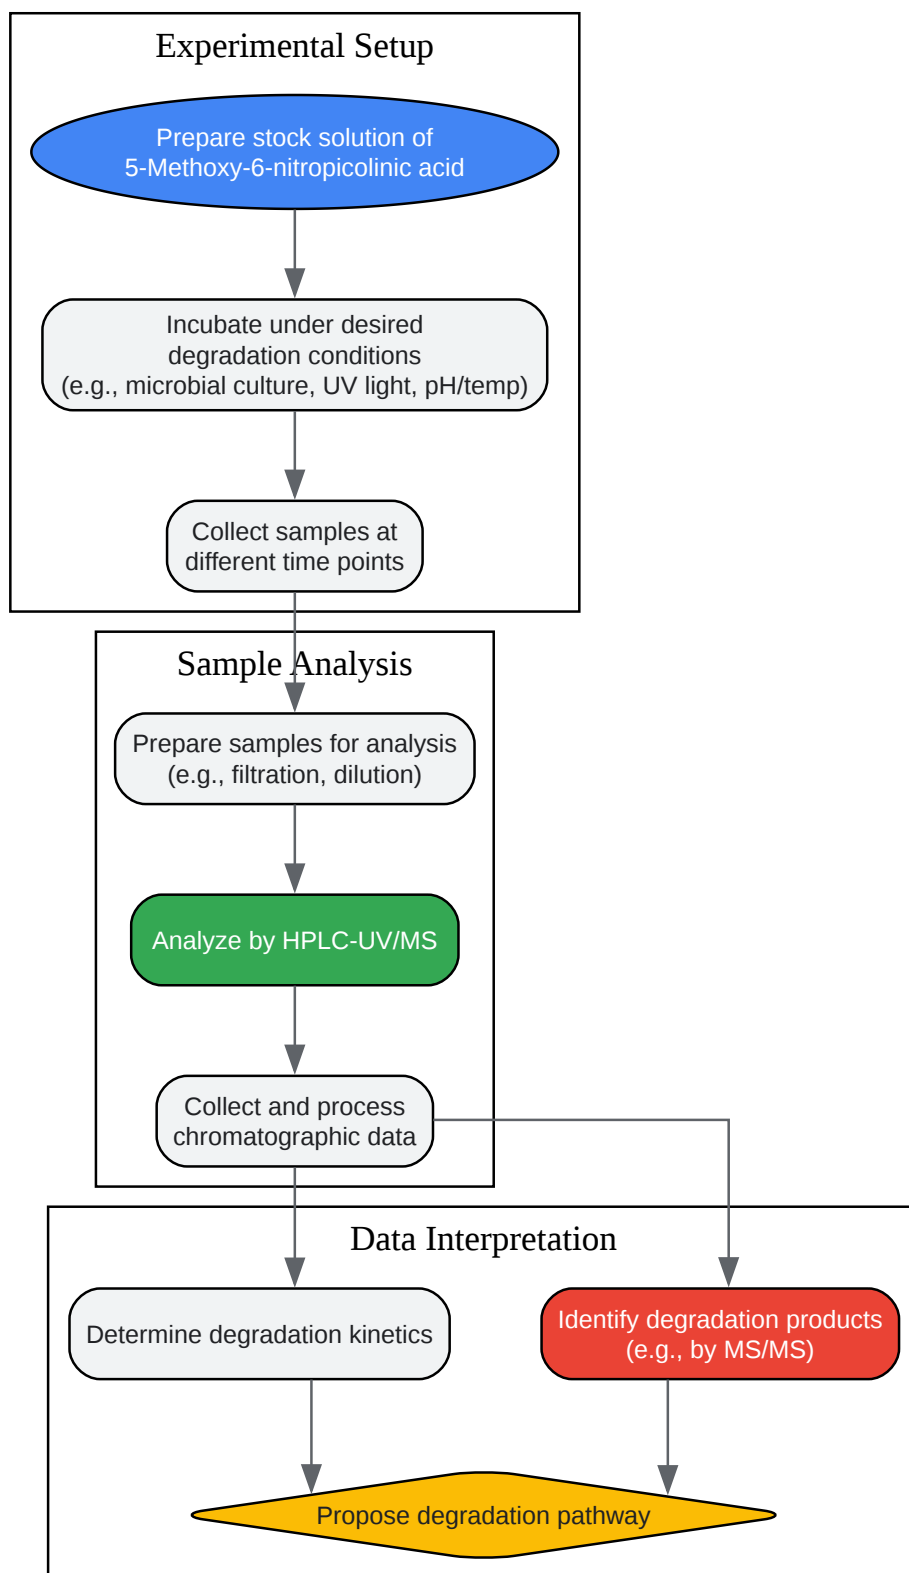 Experimental Setup
Prepare stock solution of
5-Methoxy-6-nitropicolinic acid
Incubate under desired
degradation conditions
(e.g., microbial culture, UV light, pH/temp)
Collect samples at
different time points
Sample Analysis
Prepare samples for analysis
(e.g., filtration, dilution)
Analyze by HPLC-UV/MS
Collect and process
chromatographic data
Data Interpretation
Determine degradation kinetics
Identify degradation products
(e.g., by MS/MS)
Propose degradation pathway